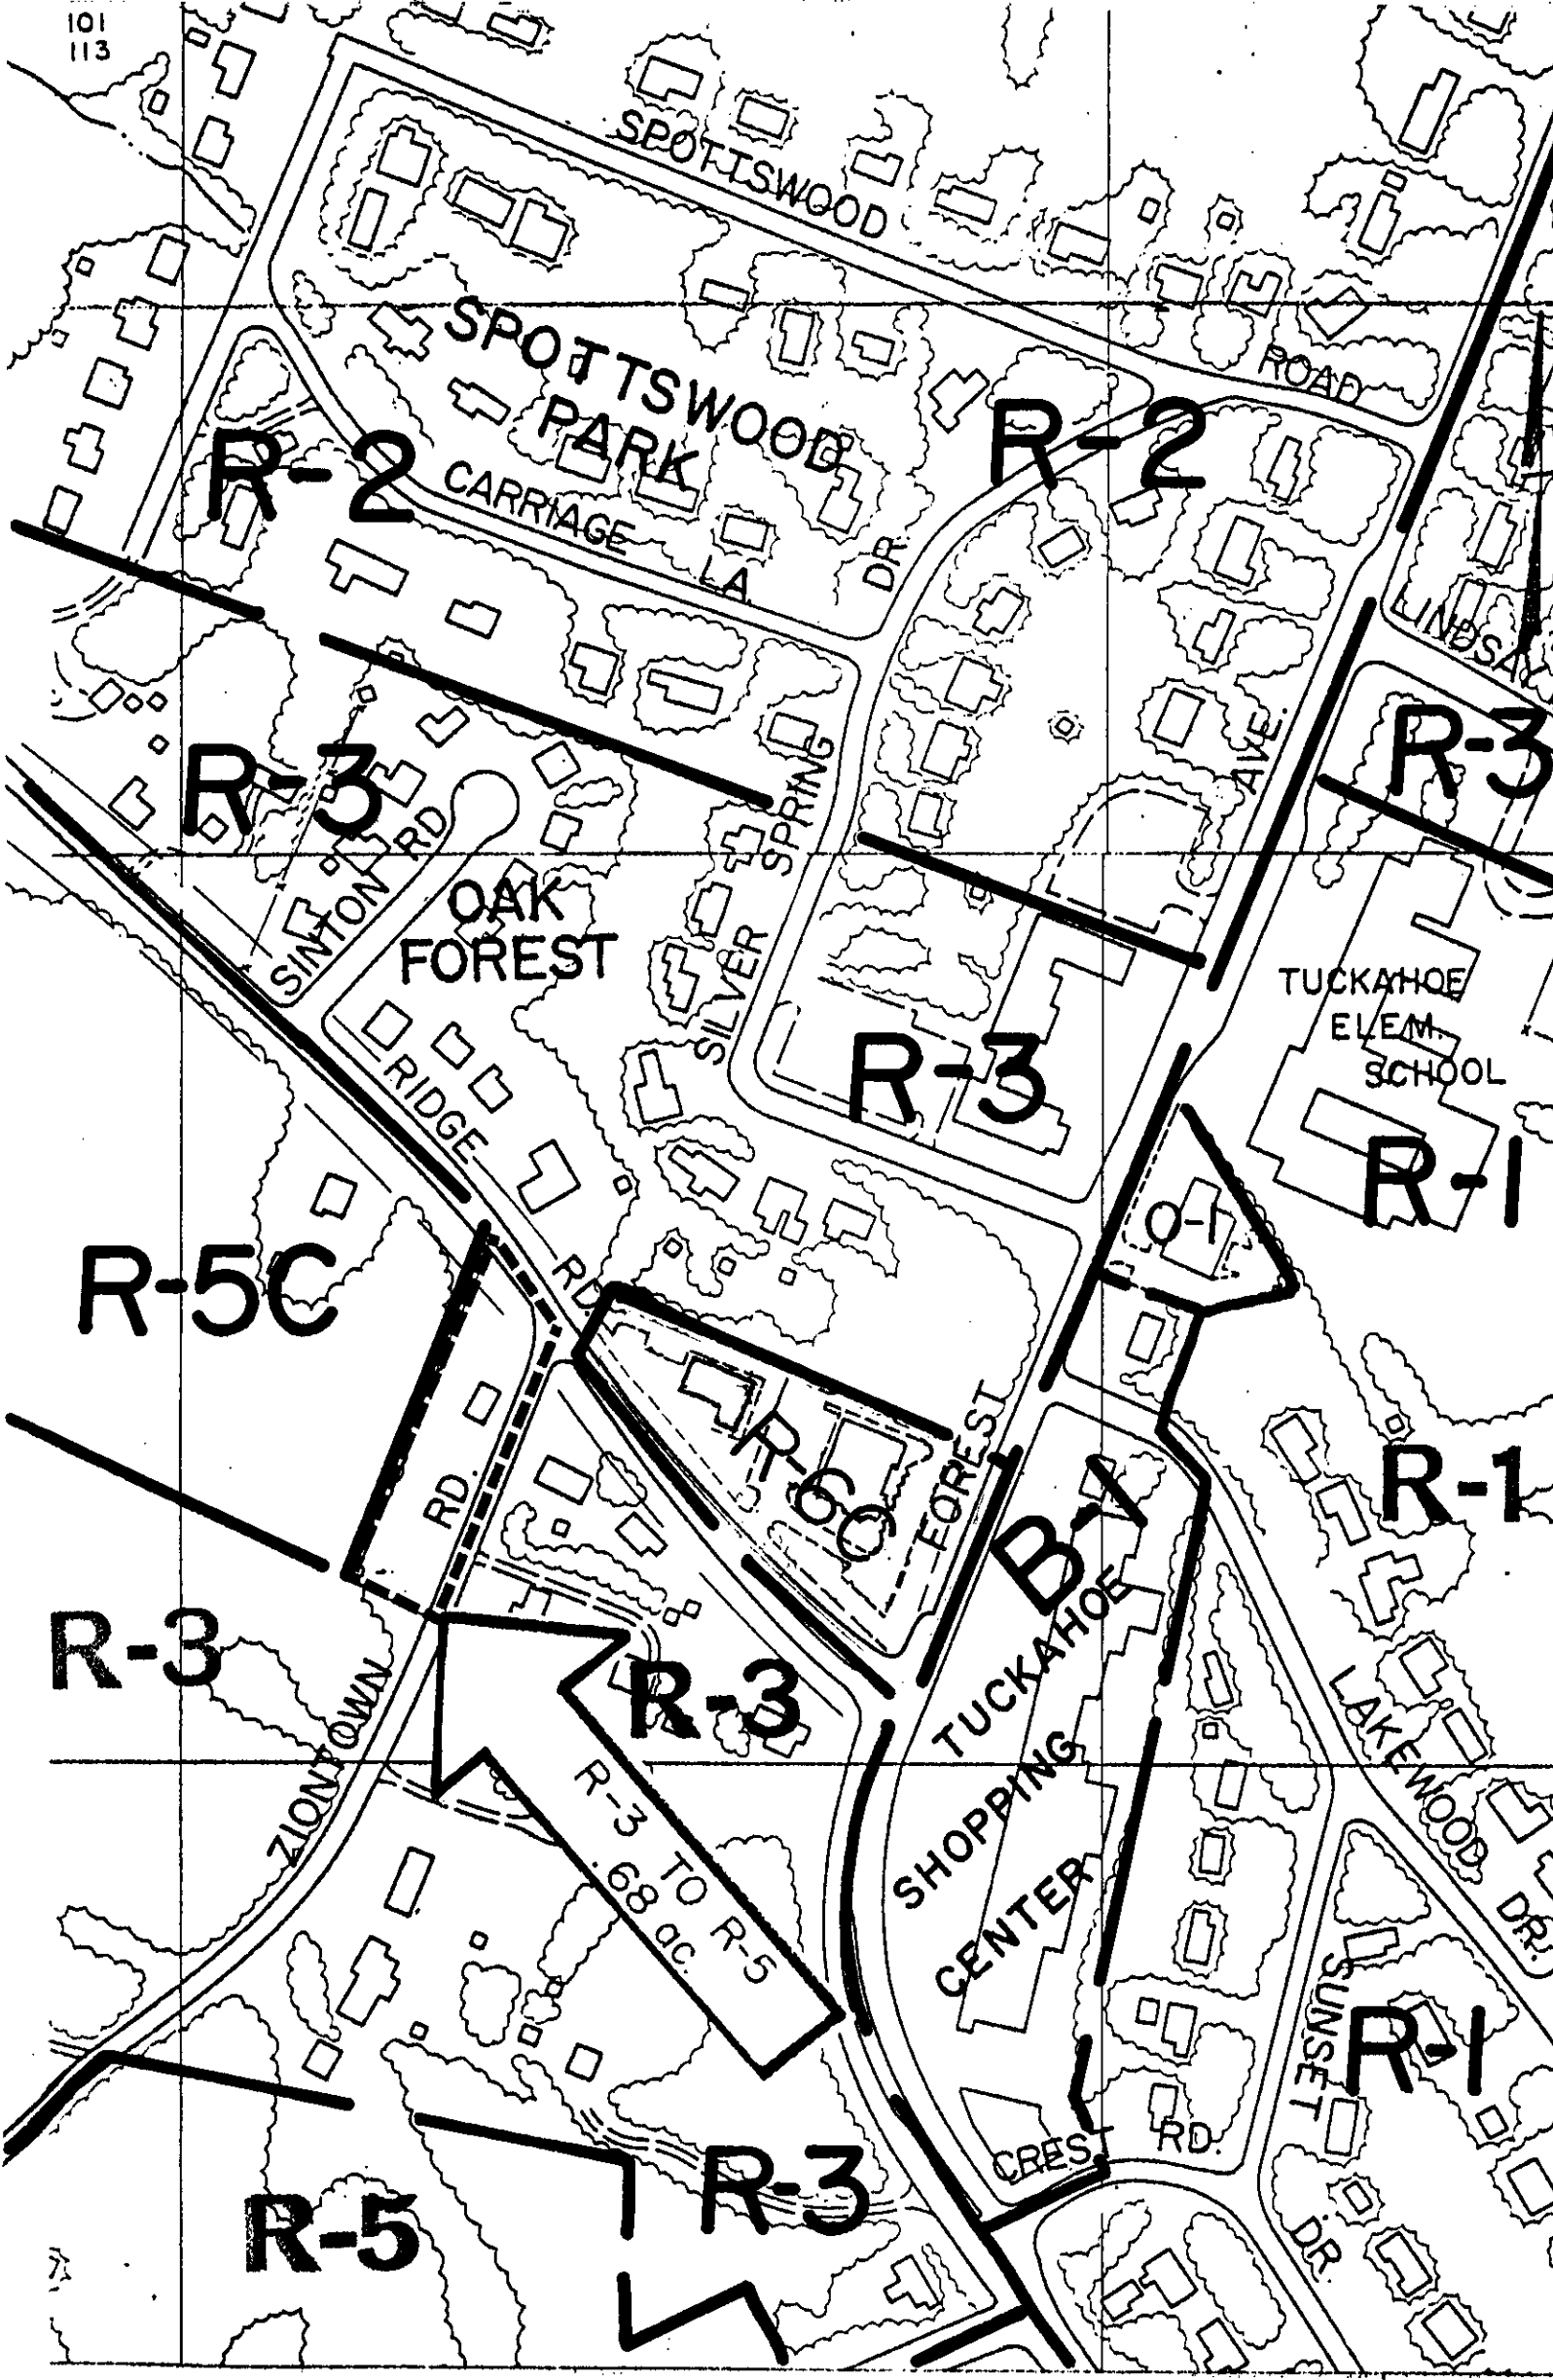 101
113
SPOTTSWOOD
ROAD
SPOTTSWOOD
PARK
R-2
R-2
CARRIAGE LA.
DR.
LINDSAY
AVE.
R-3
R-3
SINTON RD.
OAK
FOREST
SILVER SPRING
TUCKAHOE
ELEM.
SCHOOL
R-3
RIDGE RD.
R-1
O-1
R-5C
FOREST
R-6C
B-1
R-1
RD.
R-3
ZIONTOWN
R-3
R-3 TO R-5
.68 ac.
TUCKAHOE
SHOPPING
CENTER
LAKEWOOD DR.
SUNSET DR.
R-1
CREST RD.
R-3
R-5